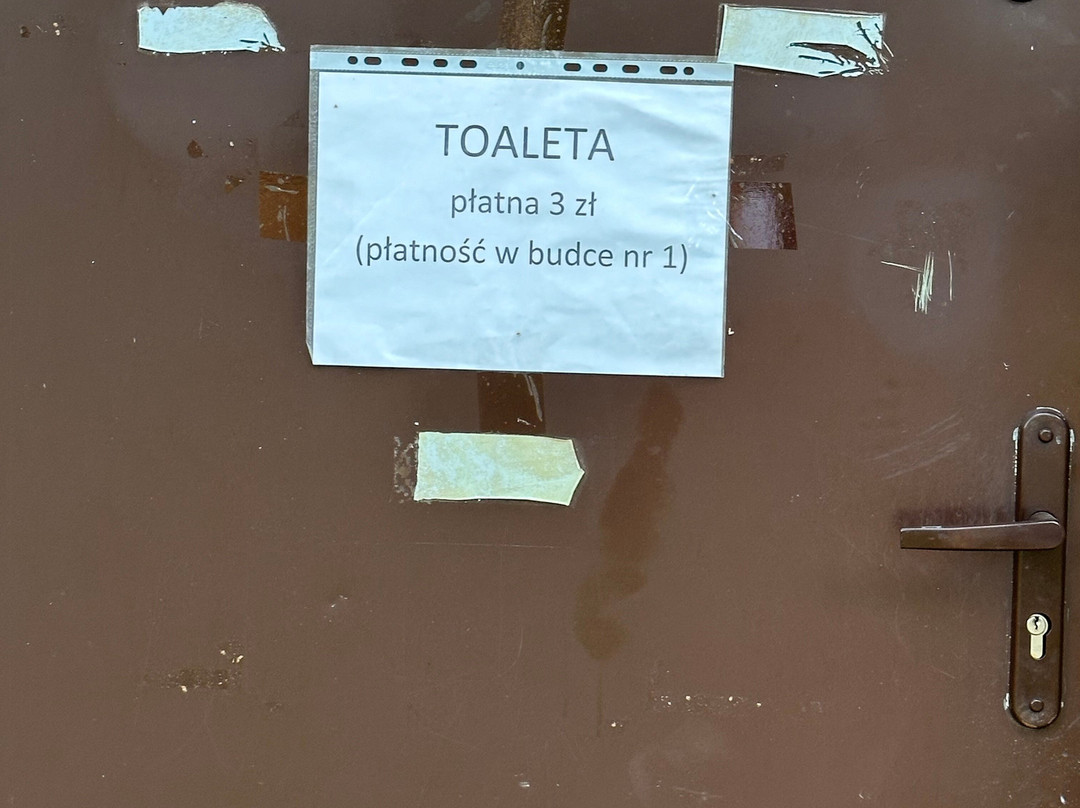 TOALETA
płatna 3 zł
(płatność w budce nr 1)